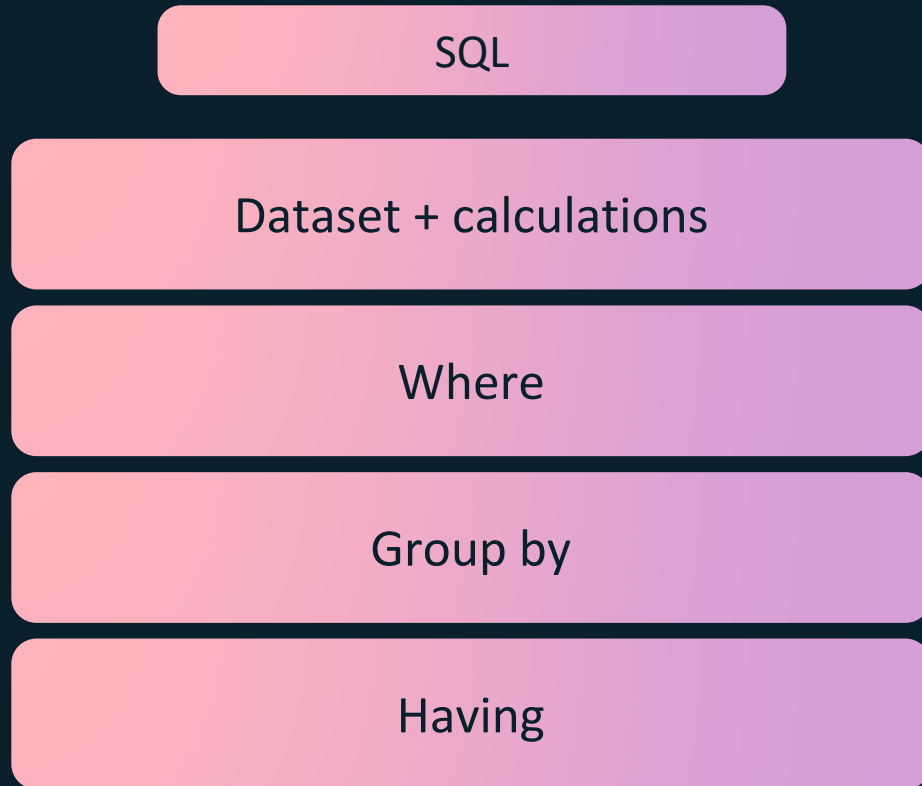 SQL
Dataset + calculations
Where
Group by
Having